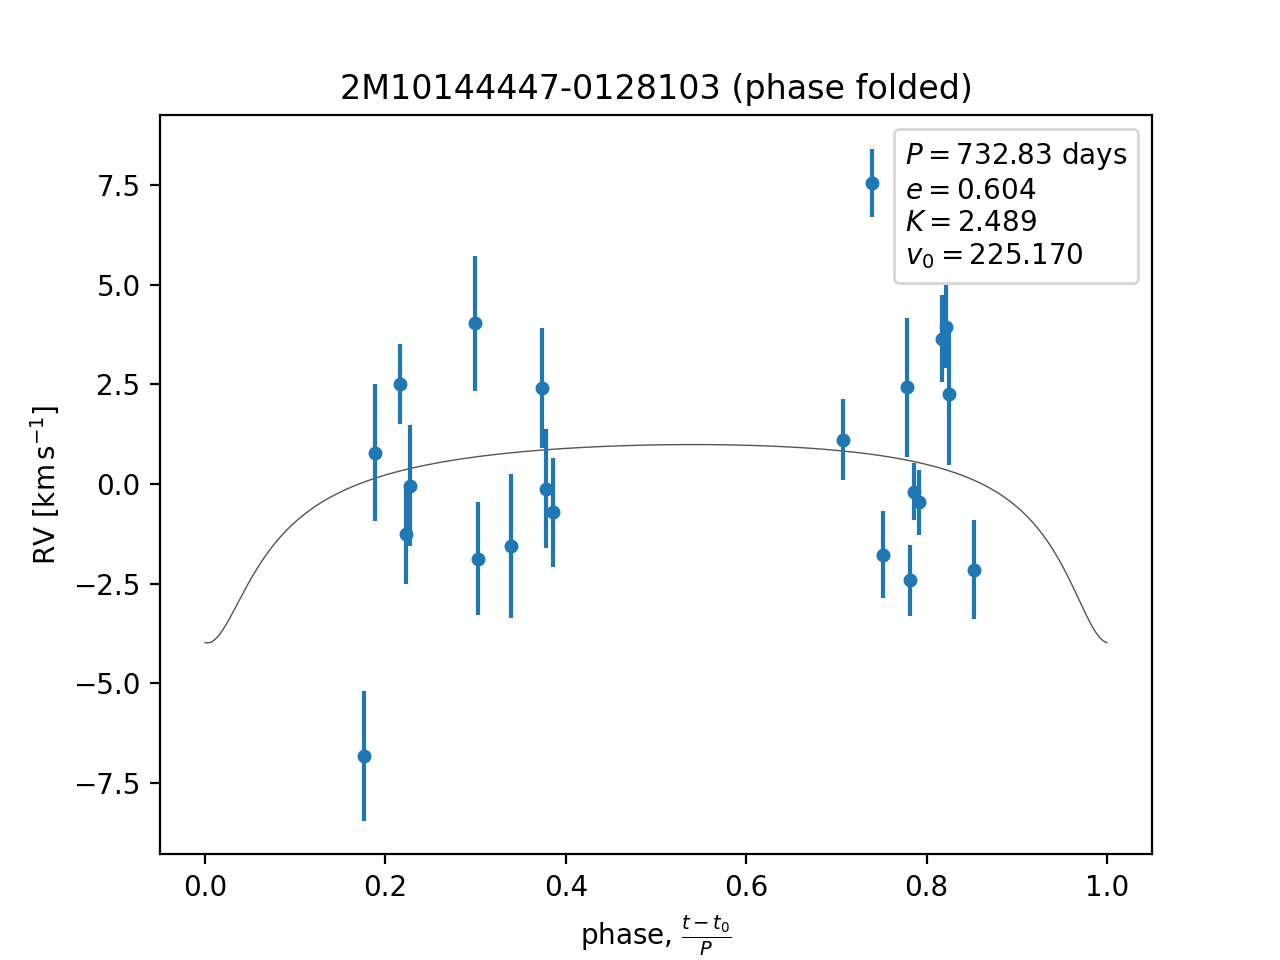 2M10144447-0128103 (phase folded)
P = 732.83 days
e = 0.604
K = 2.489
v₀ = 225.170
7.5
5.0
2.5
0.0
−2.5
−5.0
−7.5
RV [km s⁻¹]
0.0 0.2 0.4 0.6 0.8 1.0
phase, (t − t₀)/P